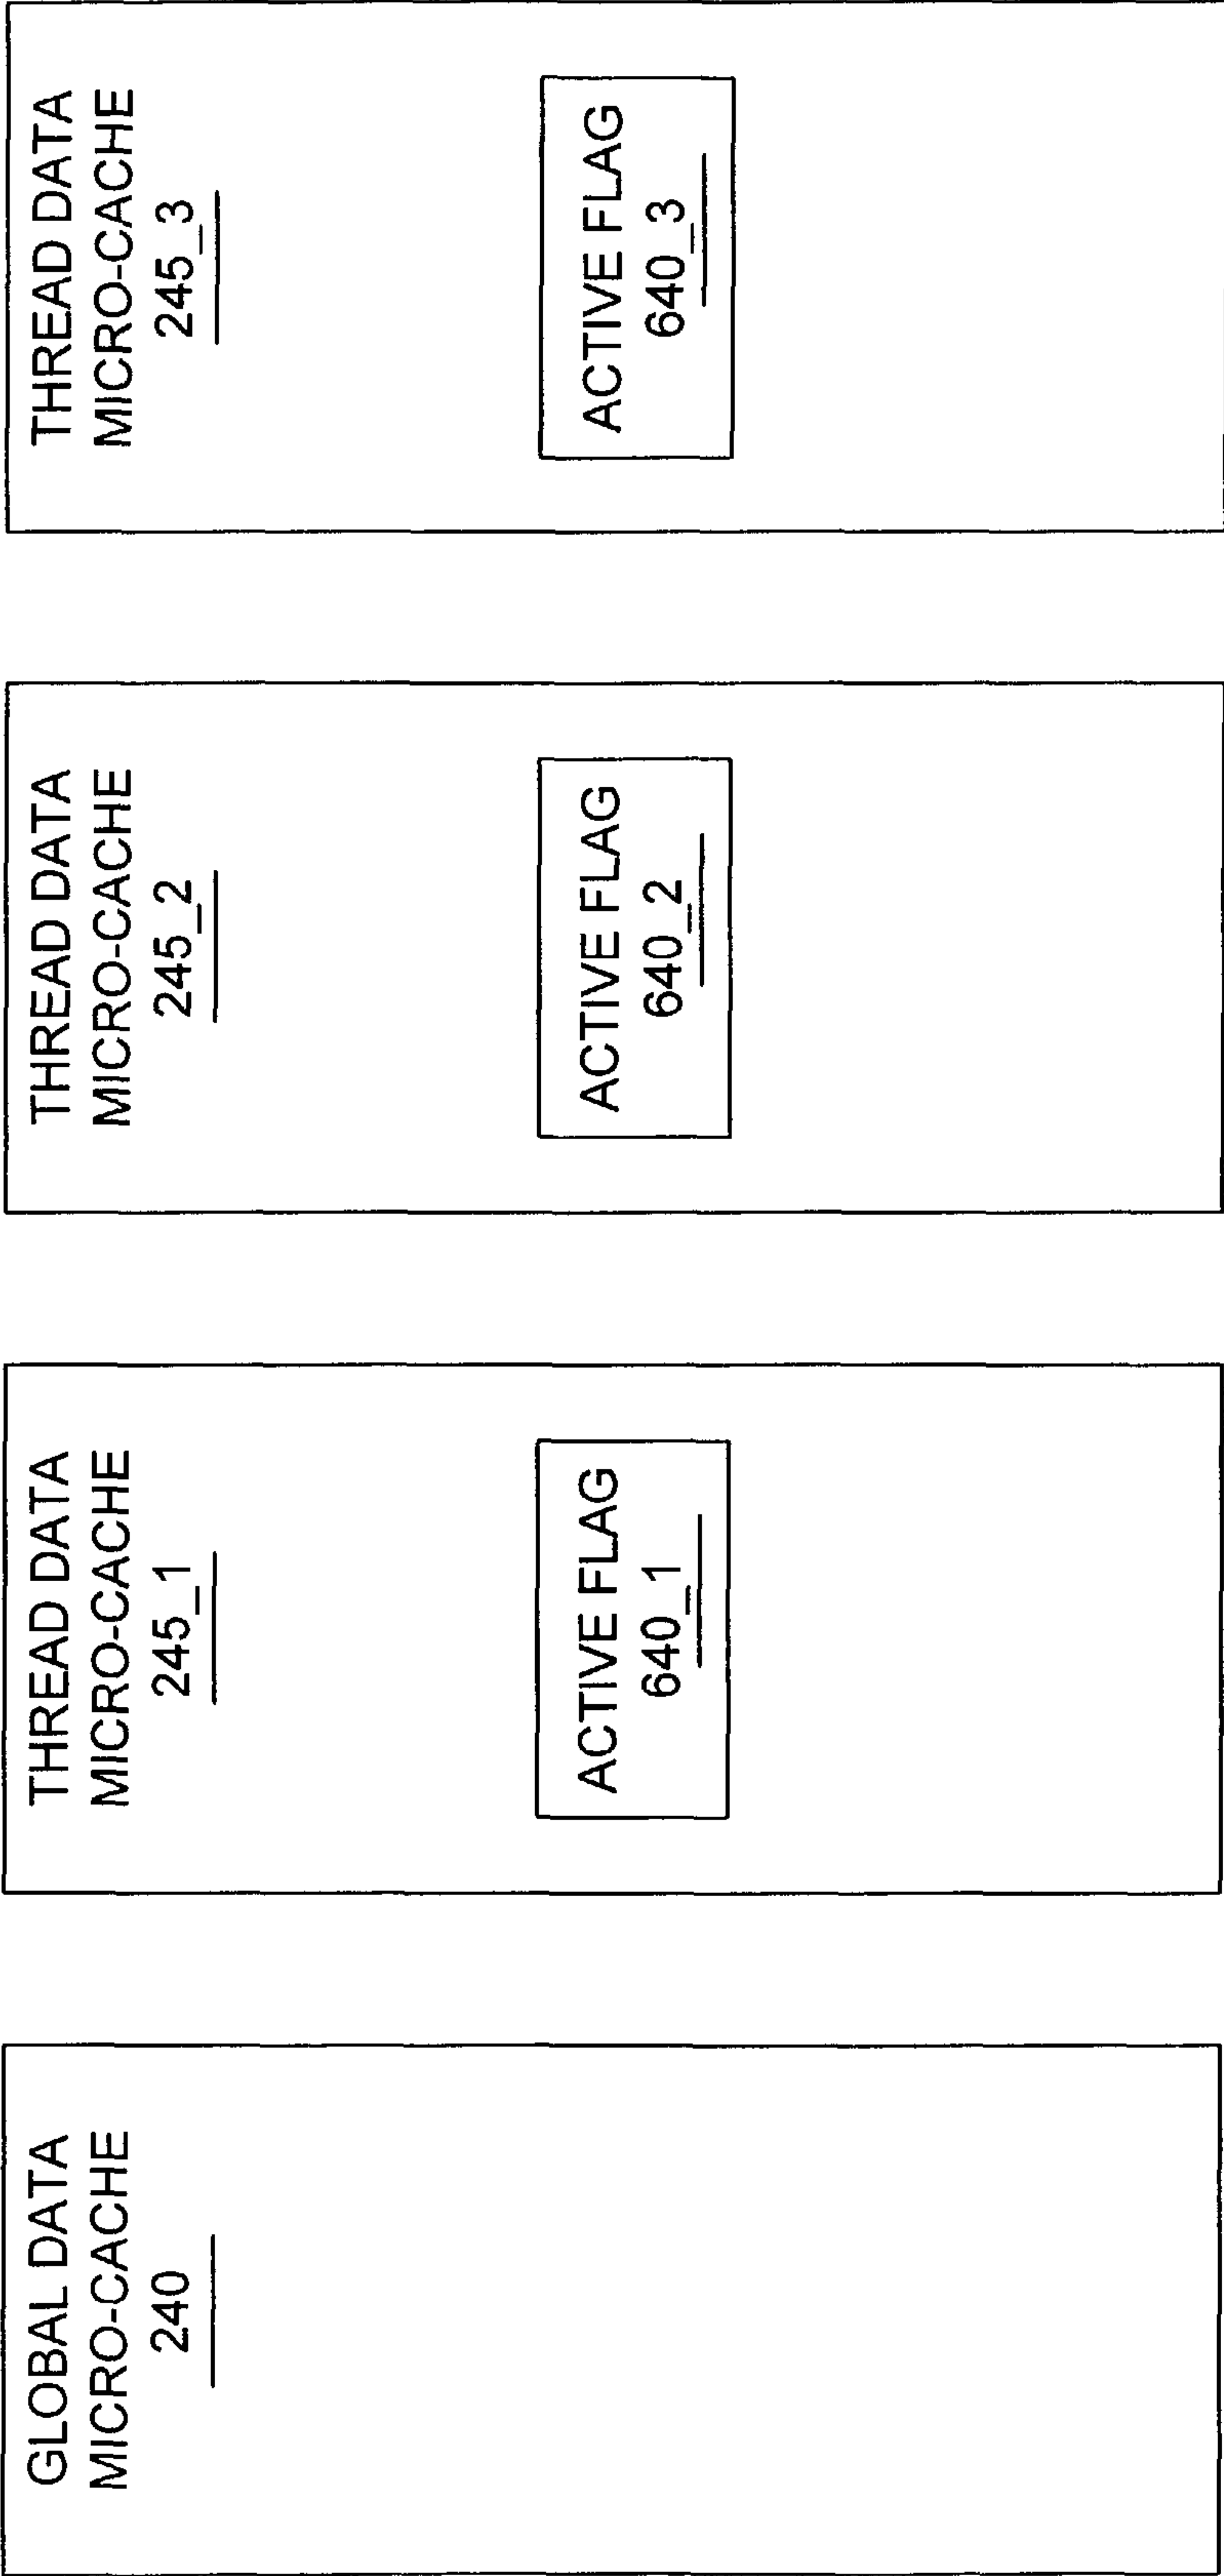 GLOBAL DATA
MICRO-CACHE
240
THREAD DATA
MICRO-CACHE
245_1
ACTIVE FLAG
640_1
THREAD DATA
MICRO-CACHE
245_2
ACTIVE FLAG
640_2
THREAD DATA
MICRO-CACHE
245_3
ACTIVE FLAG
640_3